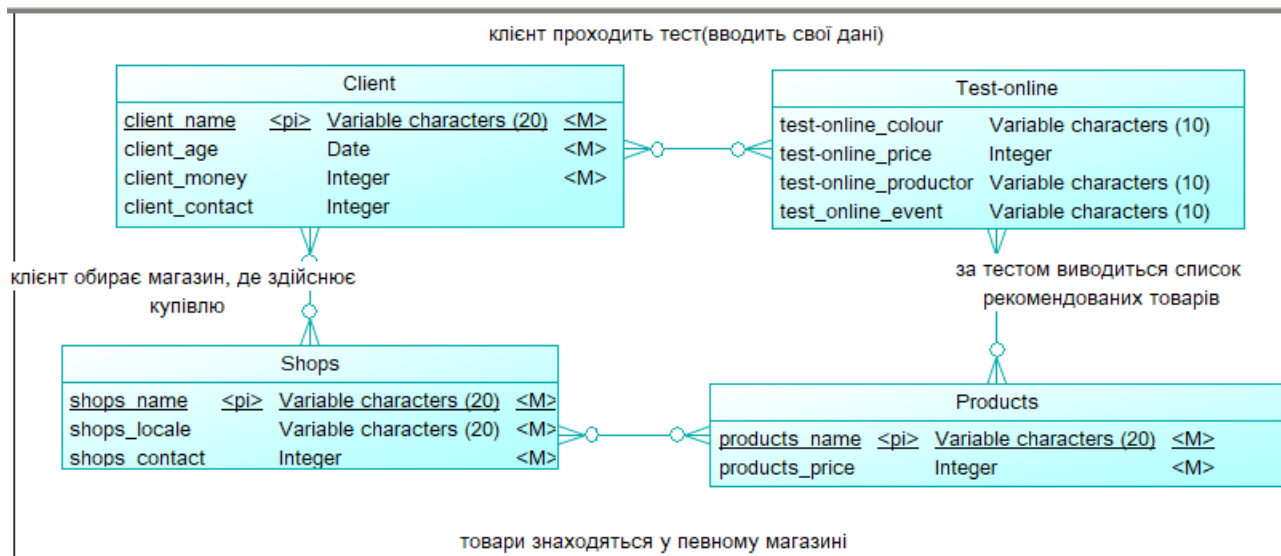 клієнт проходить тест(вводить свої дані)
Client
client_name <pi> Variable characters (20) <M>
client_age Date <M>
client_money Integer <M>
client_contact Integer
Test-online
test-online_colour Variable characters (10)
test-online_price Integer
test-online_productor Variable characters (10)
test_online_event Variable characters (10)
клієнт обирає магазин, де здійснює
купівлю
за тестом виводиться список
рекомендованих товарів
Shops
shops_name <pi> Variable characters (20) <M>
shops_locale Variable characters (20) <M>
shops_contact Integer <M>
Products
products_name <pi> Variable characters (20) <M>
products_price Integer <M>
товари знаходяться у певному магазині